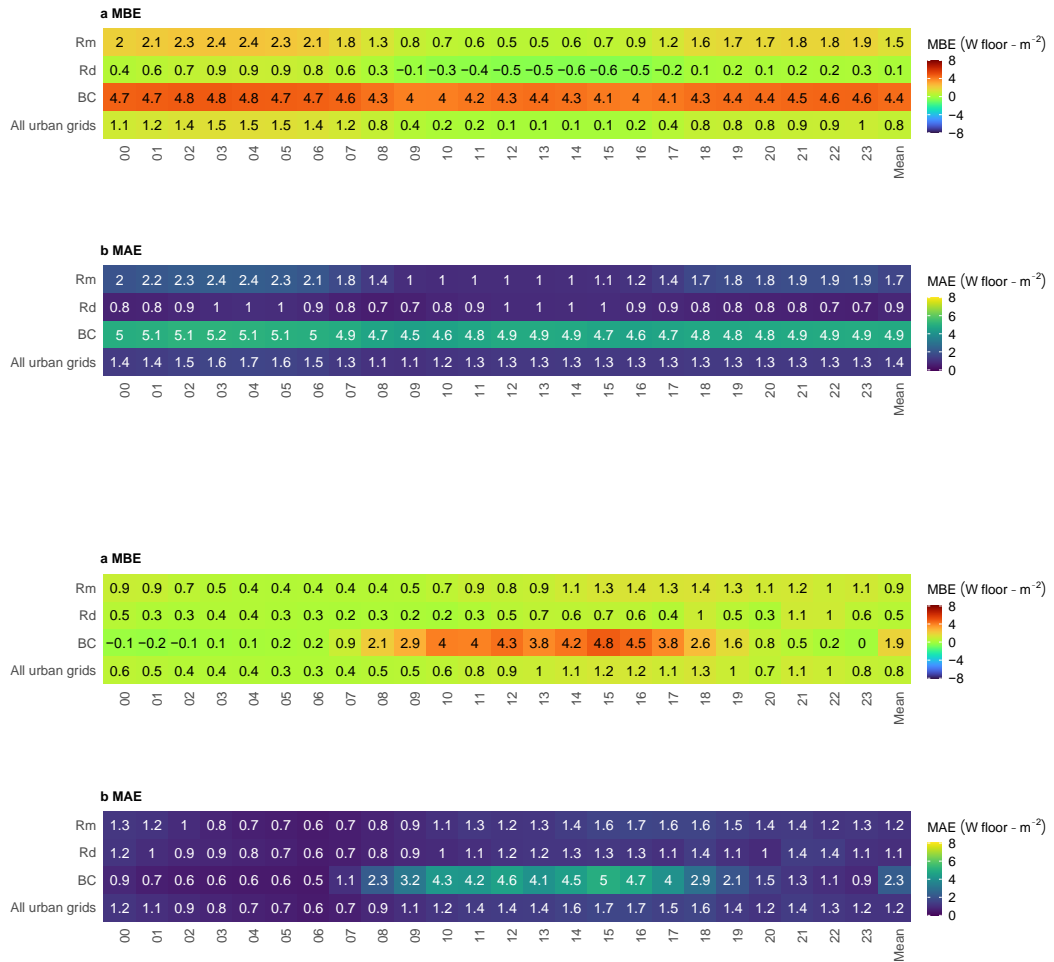 a MBE
Rm 2 2.1 2.3 2.4 2.4 2.3 2.1 1.8 1.3 0.8 0.7 0.6 0.5 0.5 0.6 0.7 0.9 1.2 1.6 1.7 1.7 1.8 1.8 1.9 1.5
Rd 0.4 0.6 0.7 0.9 0.9 0.9 0.8 0.6 0.3 −0.1 −0.3 −0.4 −0.5 −0.5 −0.6 −0.6 −0.5 −0.2 0.1 0.2 0.1 0.2 0.2 0.3 0.1
BC 4.7 4.7 4.8 4.8 4.8 4.7 4.7 4.6 4.3 4 4 4.2 4.3 4.4 4.3 4.1 4 4.1 4.3 4.4 4.4 4.5 4.6 4.6 4.4
All urban grids 1.1 1.2 1.4 1.5 1.5 1.5 1.4 1.2 0.8 0.4 0.2 0.2 0.1 0.1 0.1 0.1 0.2 0.4 0.8 0.8 0.8 0.9 0.9 1 0.8
00 01 02 03 04 05 06 07 08 09 10 11 12 13 14 15 16 17 18 19 20 21 22 23 Mean
MBE (W floor - m⁻²)
8
4
0
−4
−8
b MAE
Rm 2 2.2 2.3 2.4 2.4 2.3 2.1 1.8 1.4 1 1 1 1 1 1 1.1 1.2 1.4 1.7 1.8 1.8 1.9 1.9 1.9 1.7
Rd 0.8 0.8 0.9 1 1 1 0.9 0.8 0.7 0.7 0.8 0.9 1 1 1 1 0.9 0.9 0.8 0.8 0.8 0.8 0.7 0.7 0.9
BC 5 5.1 5.1 5.2 5.1 5.1 5 4.9 4.7 4.5 4.6 4.8 4.9 4.9 4.9 4.7 4.6 4.7 4.8 4.8 4.8 4.9 4.9 4.9 4.9
All urban grids 1.4 1.4 1.5 1.6 1.7 1.6 1.5 1.3 1.1 1.1 1.2 1.3 1.3 1.3 1.3 1.3 1.3 1.3 1.3 1.3 1.3 1.3 1.3 1.3 1.4
00 01 02 03 04 05 06 07 08 09 10 11 12 13 14 15 16 17 18 19 20 21 22 23 Mean
MAE (W floor - m⁻²)
8
6
4
2
0
a MBE
Rm 0.9 0.9 0.7 0.5 0.4 0.4 0.4 0.4 0.4 0.5 0.7 0.9 0.8 0.9 1.1 1.3 1.4 1.3 1.4 1.3 1.1 1.2 1 1.1 0.9
Rd 0.5 0.3 0.3 0.4 0.4 0.3 0.3 0.2 0.3 0.2 0.2 0.3 0.5 0.7 0.6 0.7 0.6 0.4 1 0.5 0.3 1.1 1 0.6 0.5
BC −0.1 −0.2 −0.1 0.1 0.1 0.2 0.2 0.9 2.1 2.9 4 4 4.3 3.8 4.2 4.8 4.5 3.8 2.6 1.6 0.8 0.5 0.2 0 1.9
All urban grids 0.6 0.5 0.4 0.4 0.4 0.3 0.3 0.4 0.5 0.5 0.6 0.8 0.9 1 1.1 1.2 1.2 1.1 1.3 1 0.7 1.1 1 0.8 0.8
00 01 02 03 04 05 06 07 08 09 10 11 12 13 14 15 16 17 18 19 20 21 22 23 Mean
MBE (W floor - m⁻²)
8
4
0
−4
−8
b MAE
Rm 1.3 1.2 1 0.8 0.7 0.7 0.6 0.7 0.8 0.9 1.1 1.3 1.2 1.3 1.4 1.6 1.7 1.6 1.6 1.5 1.4 1.4 1.2 1.3 1.2
Rd 1.2 1 0.9 0.9 0.8 0.7 0.6 0.7 0.8 0.9 1 1.1 1.2 1.2 1.3 1.3 1.3 1.1 1.4 1.1 1 1.4 1.4 1.1 1.1
BC 0.9 0.7 0.6 0.6 0.6 0.6 0.5 1.1 2.3 3.2 4.3 4.2 4.6 4.1 4.5 5 4.7 4 2.9 2.1 1.5 1.3 1.1 0.9 2.3
All urban grids 1.2 1.1 0.9 0.8 0.7 0.7 0.6 0.7 0.9 1.1 1.2 1.4 1.4 1.4 1.6 1.7 1.7 1.5 1.6 1.4 1.2 1.4 1.3 1.2 1.2
00 01 02 03 04 05 06 07 08 09 10 11 12 13 14 15 16 17 18 19 20 21 22 23 Mean
MAE (W floor - m⁻²)
8
6
4
2
0